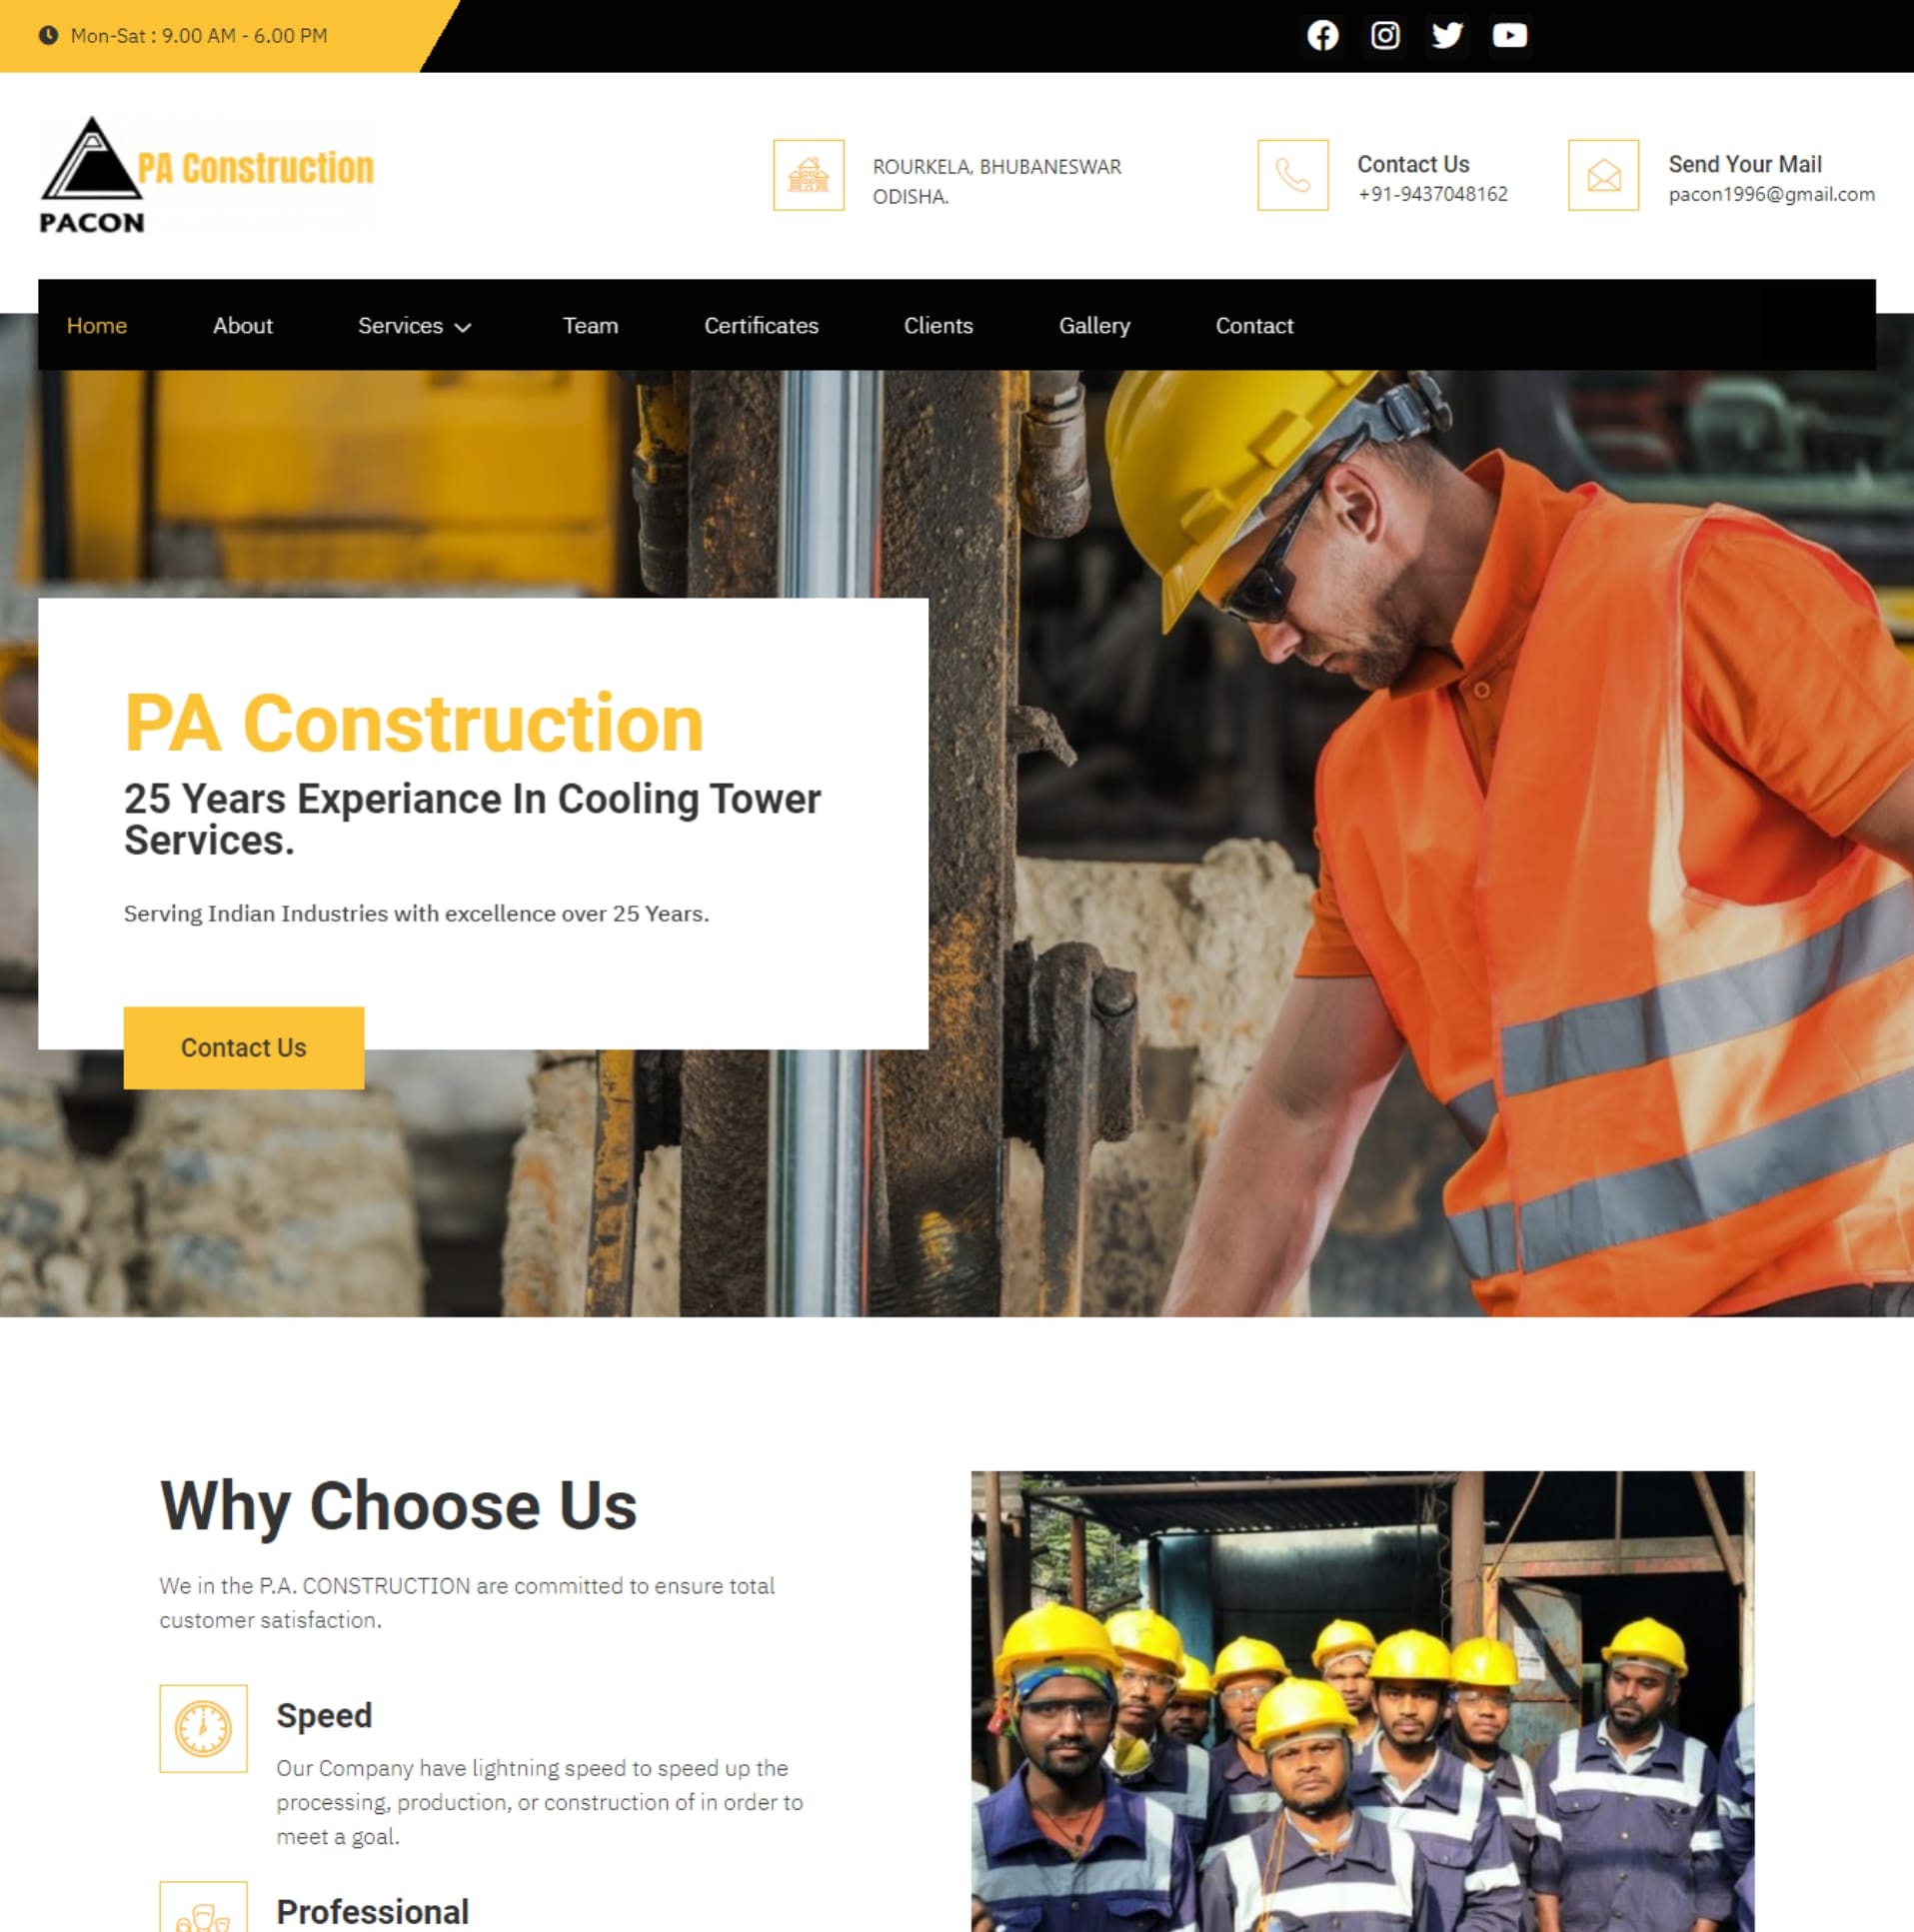 Mon-Sat : 9.00 AM - 6.00 PM
PA Construction
PACON
ROURKELA, BHUBANESWAR
ODISHA.
Contact Us
+91-9437048162
Send Your Mail
pacon1996@gmail.com
Home About Services Team Certificates Clients Gallery Contact
PA Construction
25 Years Experiance In Cooling Tower
Services.
Serving Indian Industries with excellence over 25 Years.
Contact Us
Why Choose Us
We in the P.A. CONSTRUCTION are committed to ensure total
customer satisfaction.
Speed
Our Company have lightning speed to speed up the
processing, production, or construction of in order to
meet a goal.
Professional